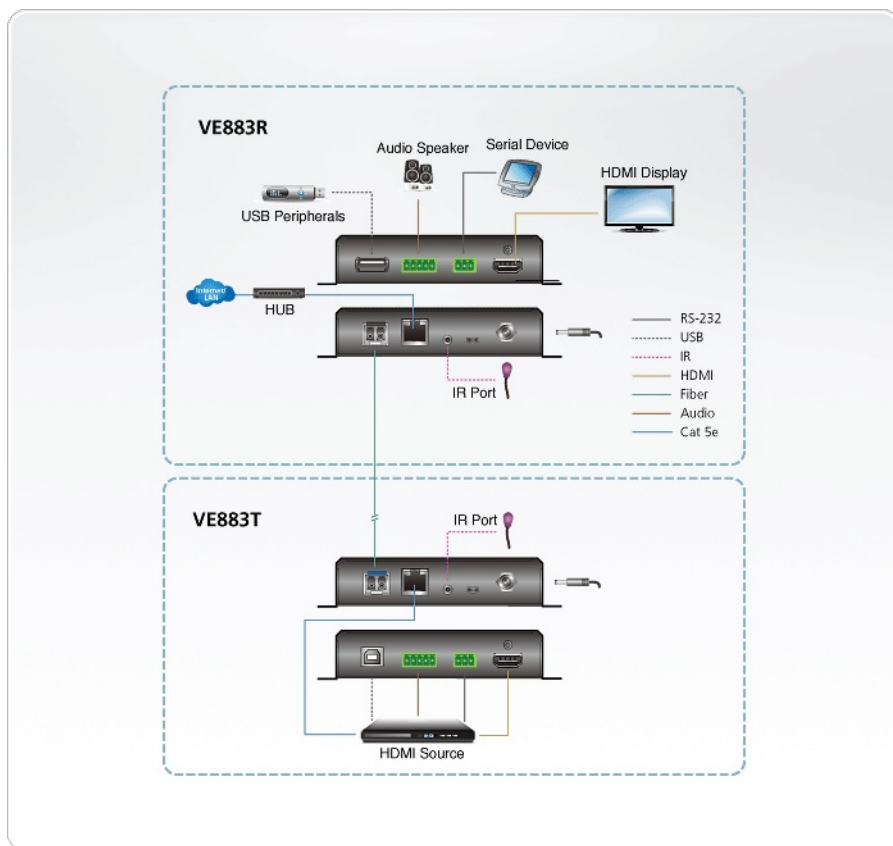 VE883R
Audio Speaker
Serial Device
HDMI Display
USB Peripherals
Internet/
LAN
HUB
IR Port
RS-232
USB
IR
HDMI
Fiber
Audio
Cat 5e
VE883T
IR Port
HDMI Source